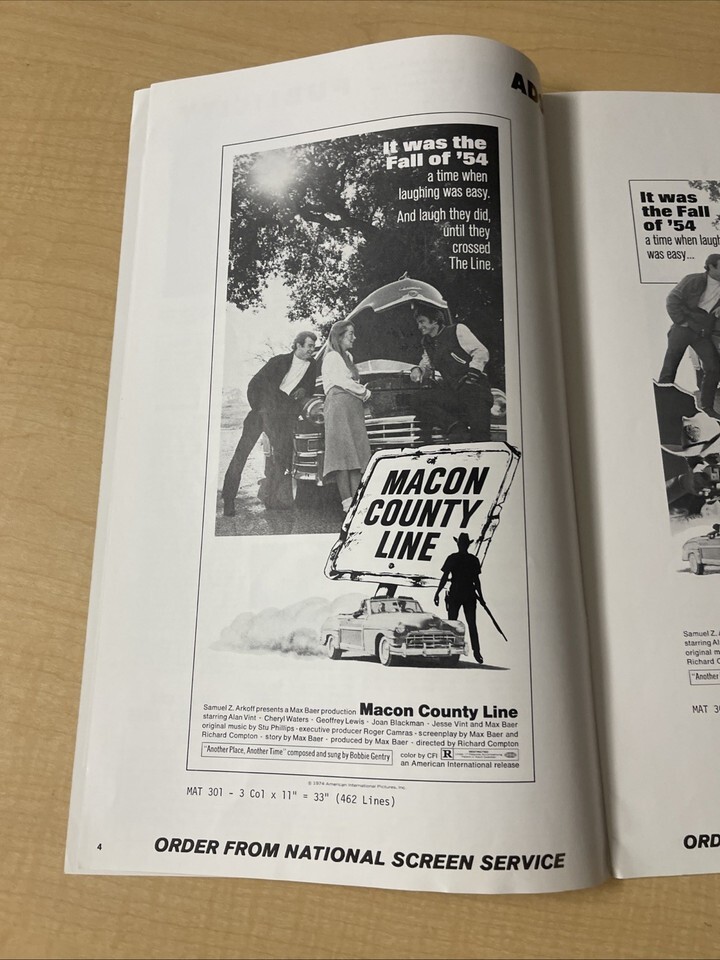 AD
It was the
Fall of '54
a time when
laughing was easy.
And laugh they did,
until they
crossed
The Line.
MACON
COUNTY
LINE
Samuel Z. Arkoff presents a Max Baer production Macon County Line
starring Alan Vint - Cheryl Waters - Geoffrey Lewis - Joan Blackman - Jesse Vint and Max Baer
original music by Stu Phillips - executive producer Roger Camras - screenplay by Max Baer and
Richard Compton - story by Max Baer - produced by Max Baer - directed by Richard Compton
"Another Place, Another Time" composed and sung by Bobbie Gentry
color by CFI R
an American International release
© 1974 American International Pictures, Inc.
MAT 301 - 3 Col x 11" = 33" (462 Lines)
4
ORDER FROM NATIONAL SCREEN SERVICE
It was
the Fall
of '54
a time when laugh
was easy...
Samuel Z. A
starring Al
original m
Richard C
"Another
MAT 30
ORD